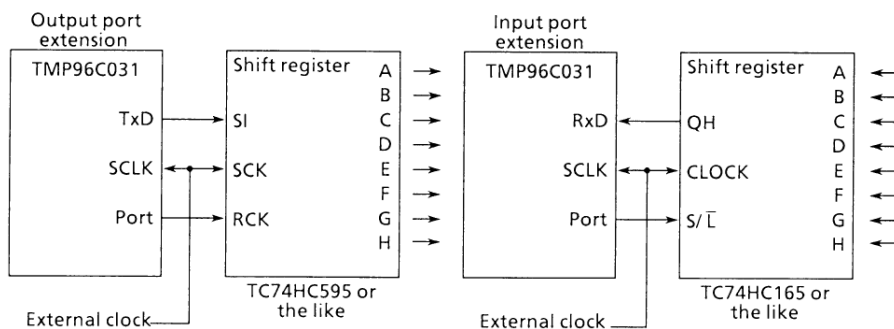 Output port
extension
TMP96C031
TxD
SCLK
Port
External clock
Shift register
SI
SCK
RCK
A
B
C
D
E
F
G
H
TC74HC595 or
the like
Input port
extension
TMP96C031
RxD
SCLK
Port
External clock
Shift register
QH
CLOCK
S/L̅
A
B
C
D
E
F
G
H
TC74HC165 or
the like